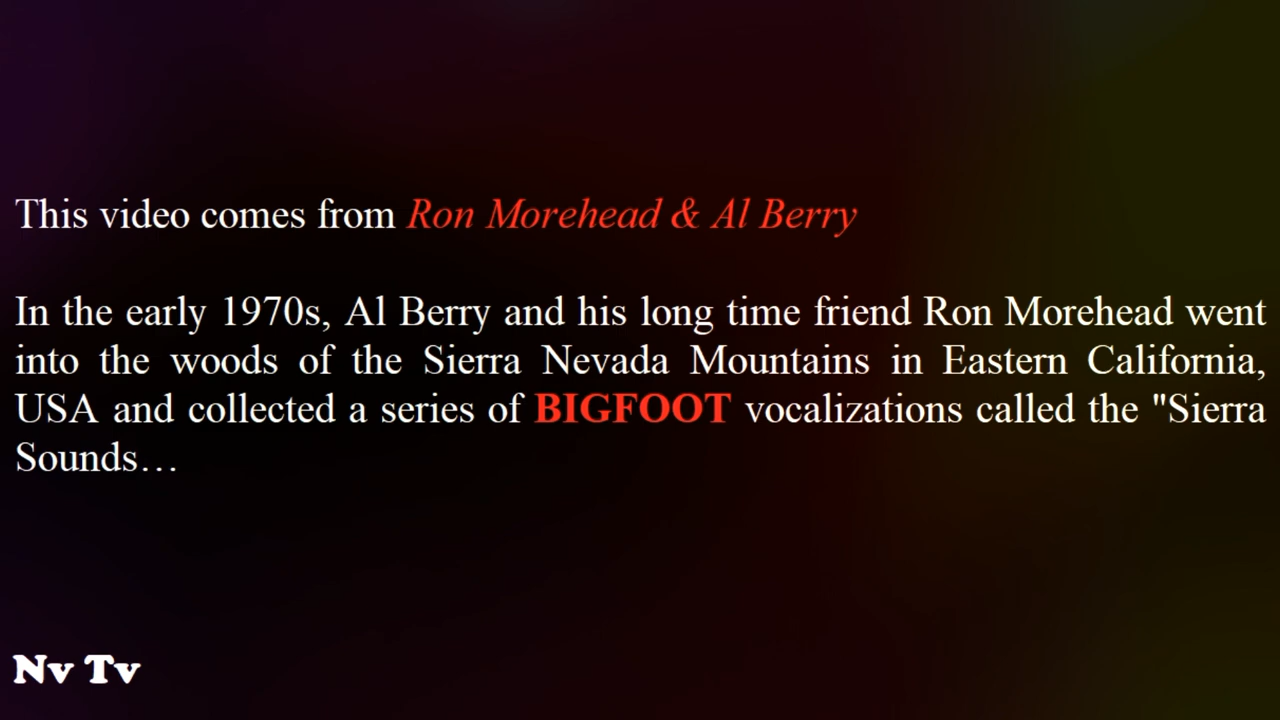 This video comes from Ron Morehead & Al Berry
In the early 1970s, Al Berry and his long time friend Ron Morehead went
into the woods of the Sierra Nevada Mountains in Eastern California,
USA and collected a series of BIGFOOT vocalizations called the "Sierra
Sounds…
Nv Tv